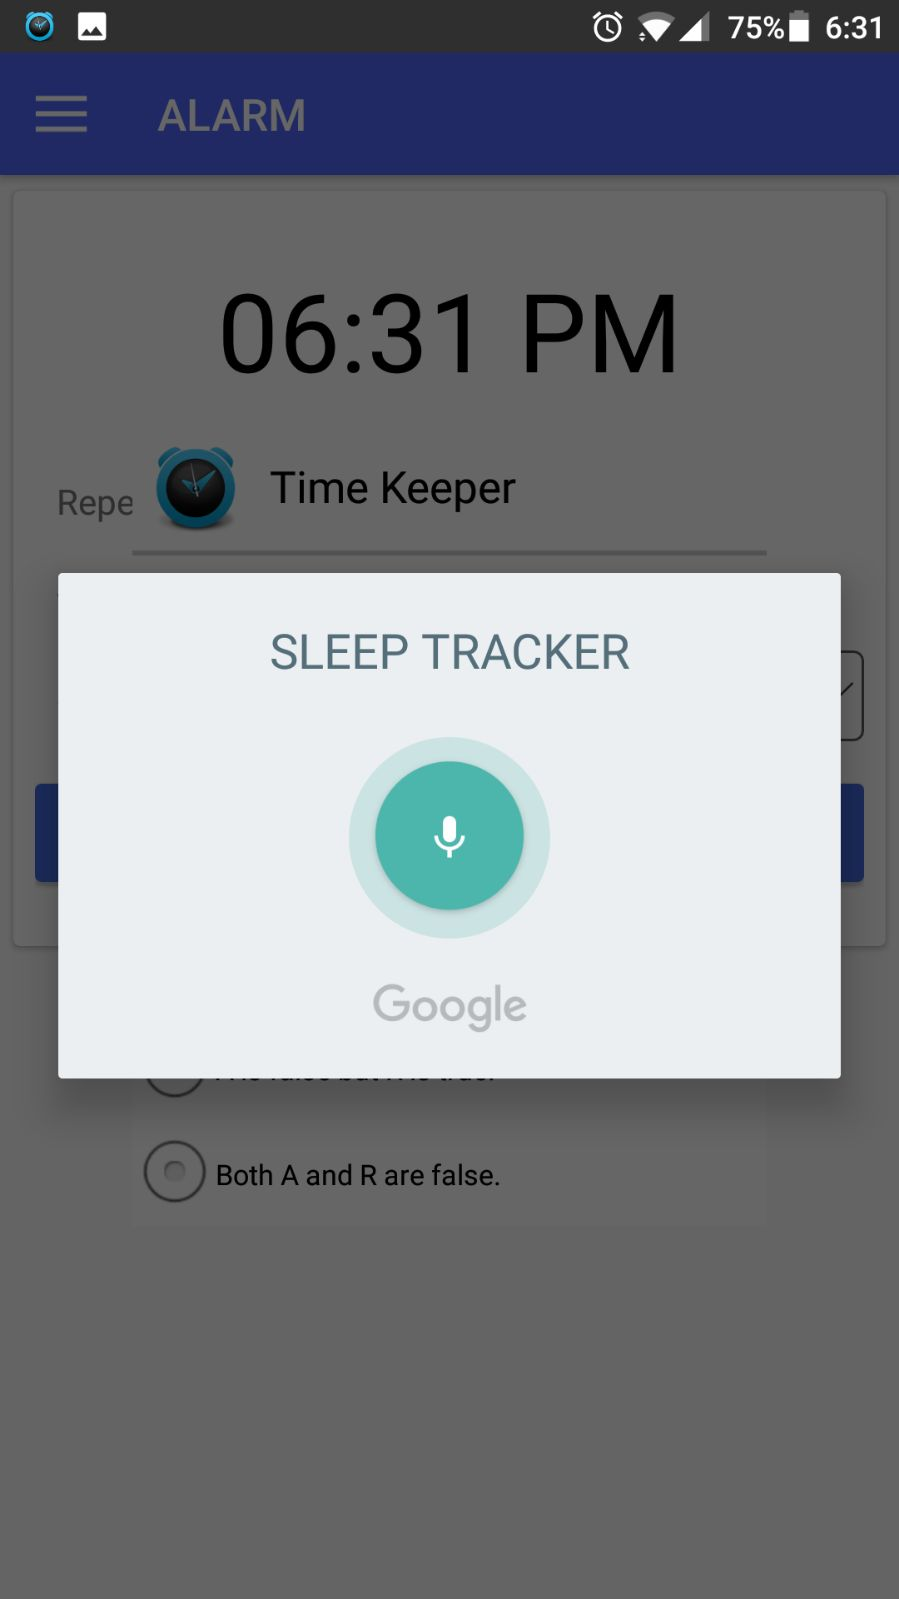 75% 6:31
ALARM
06:31 PM
Time Keeper
Repe
SLEEP TRACKER
Google
Both A and R are false.